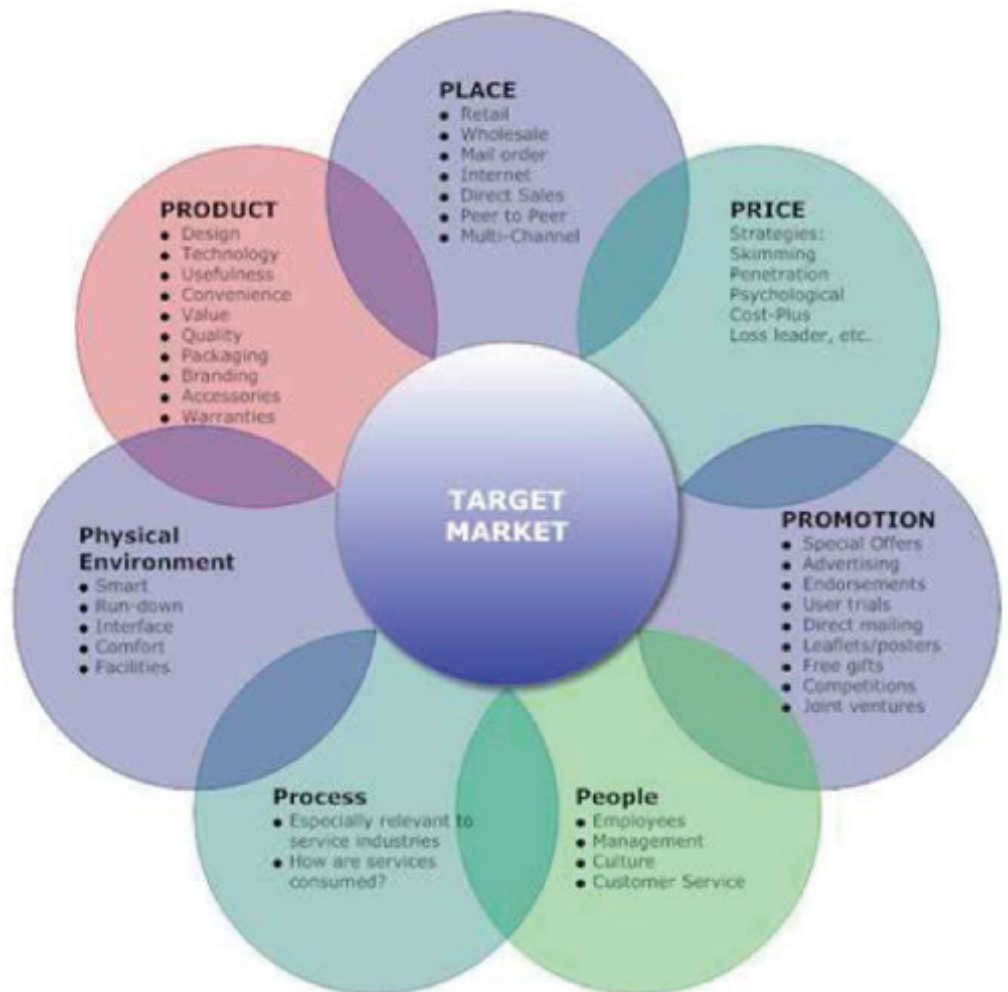 PLACE
● Retail
● Wholesale
● Mail order
● Internet
● Direct Sales
● Peer to Peer
● Multi-Channel
PRODUCT
● Design
● Technology
● Usefulness
● Convenience
● Value
● Quality
● Packaging
● Branding
● Accessories
● Warranties
PRICE
Strategies:
Skimming
Penetration
Psychological
Cost-Plus
Loss leader, etc.
TARGET
MARKET
Physical
Environment
● Smart
● Run-down
● Interface
● Comfort
● Facilities
PROMOTION
● Special Offers
● Advertising
● Endorsements
● User trials
● Direct mailing
● Leaflets/posters
● Free gifts
● Competitions
● Joint ventures
Process
● Especially relevant to
service industries
● How are services
consumed?
People
● Employees
● Management
● Culture
● Customer Service